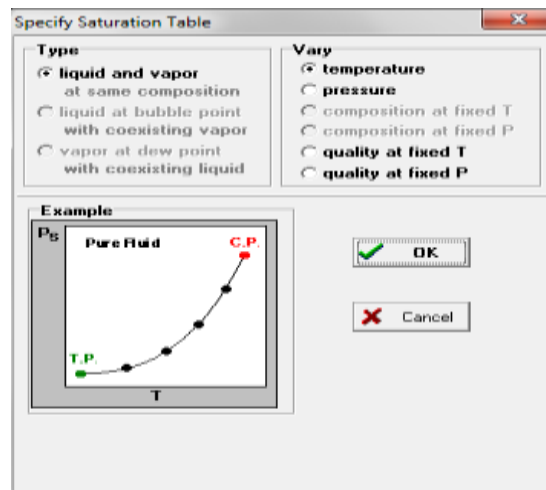 Specify Saturation Table
Type
liquid and vapor
at same composition
liquid at bubble point
with coexisting vapor
vapor at dew point
with coexisting liquid
Vary
temperature
pressure
composition at fixed T
composition at fixed P
quality at fixed T
quality at fixed P
Example
Ps
Pure Fluid
C.P.
T.P.
T
OK
Cancel